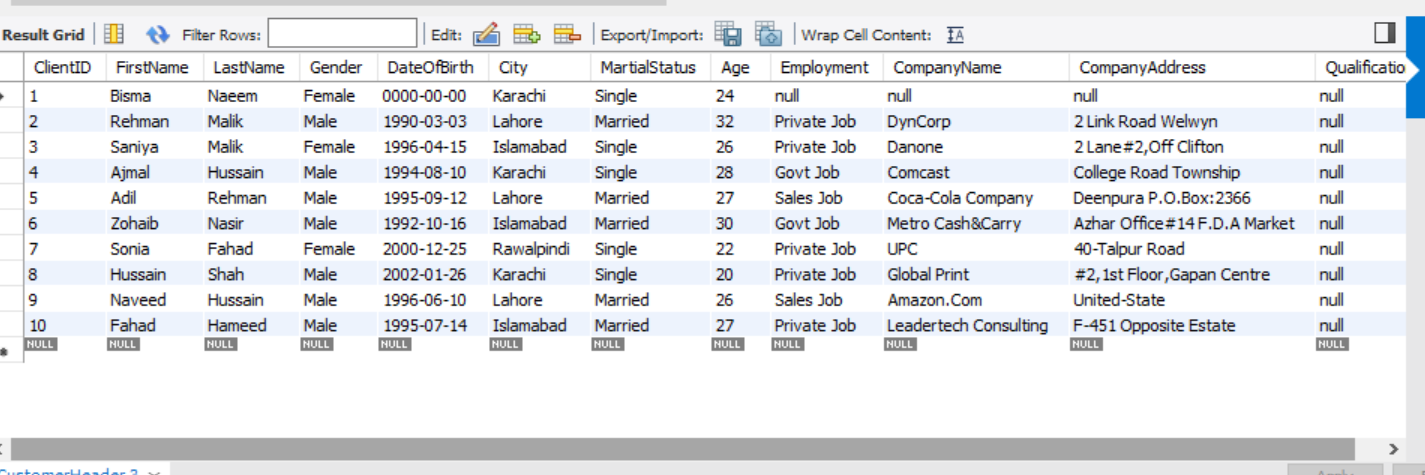 Result Grid Filter Rows: Edit: Export/Import: Wrap Cell Content: IA
ClientID FirstName LastName Gender DateOfBirth City MartialStatus Age Employment CompanyName CompanyAddress Qualificatio
1 Bisma Naeem Female 0000-00-00 Karachi Single 24 null null null null
2 Rehman Malik Male 1990-03-03 Lahore Married 32 Private Job DynCorp 2 Link Road Welwyn null
3 Saniya Malik Female 1996-04-15 Islamabad Single 26 Private Job Danone 2 Lane#2,Off Clifton null
4 Ajmal Hussain Male 1994-08-10 Karachi Single 28 Govt Job Comcast College Road Township null
5 Adil Rehman Male 1995-09-12 Lahore Married 27 Sales Job Coca-Cola Company Deenpura P.O.Box:2366 null
6 Zohaib Nasir Male 1992-10-16 Islamabad Married 30 Govt Job Metro Cash&Carry Azhar Office#14 F.D.A Market null
7 Sonia Fahad Female 2000-12-25 Rawalpindi Single 22 Private Job UPC 40-Talpur Road null
8 Hussain Shah Male 2002-01-26 Karachi Single 20 Private Job Global Print #2,1st Floor,Gapan Centre null
9 Naveed Hussain Male 1996-06-10 Lahore Married 26 Sales Job Amazon.Com United-State null
10 Fahad Hameed Male 1995-07-14 Islamabad Married 27 Private Job Leadertech Consulting F-451 Opposite Estate null
NULL NULL NULL NULL NULL NULL NULL NULL NULL NULL NULL NULL
CustomerHeader 3 Apply